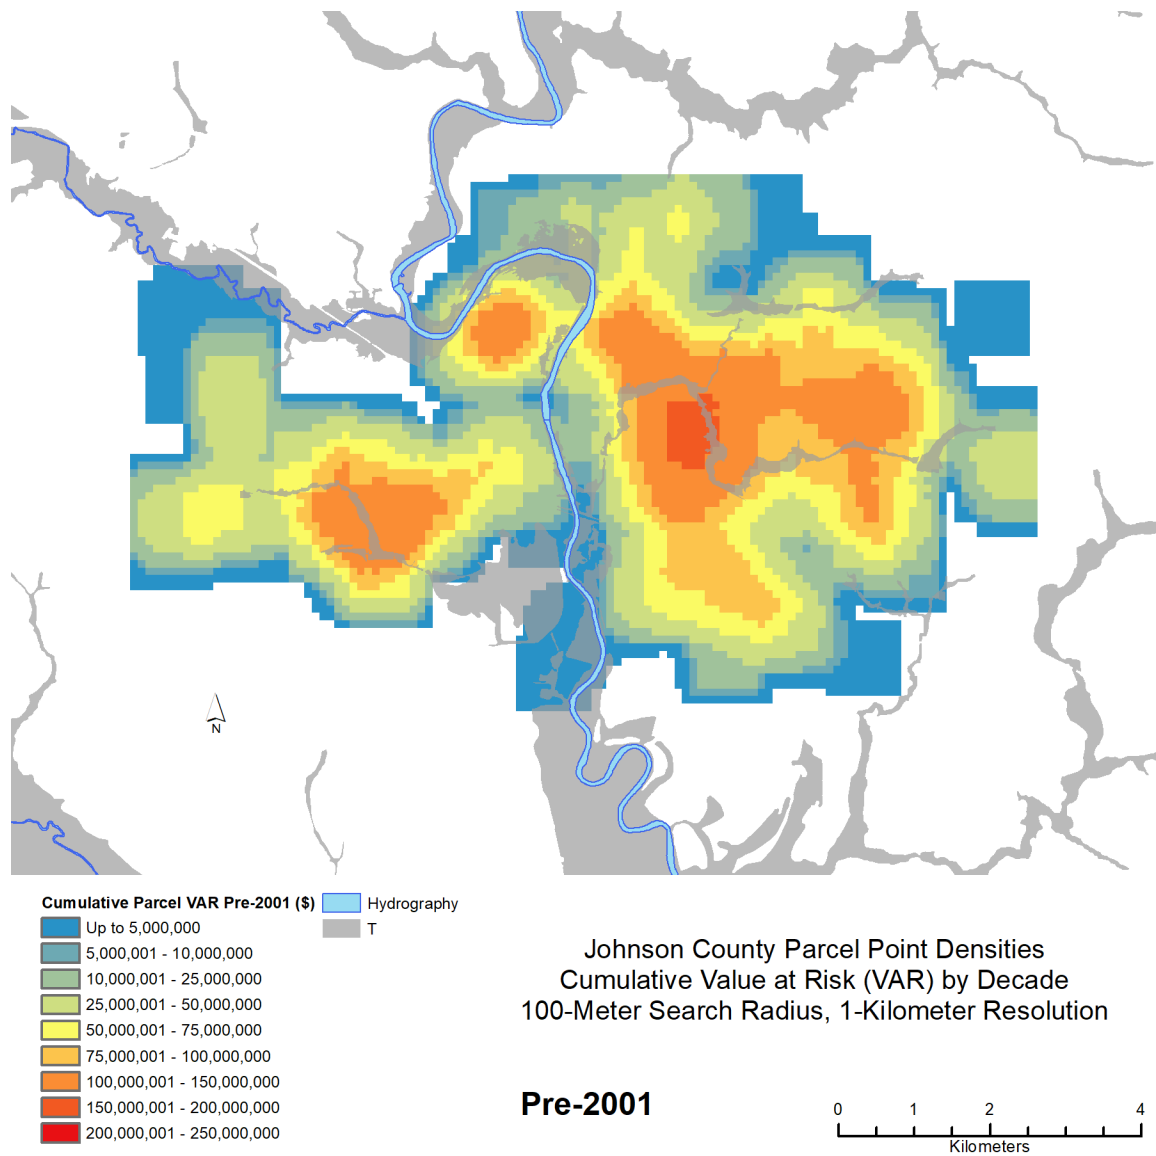 N
Cumulative Parcel VAR Pre-2001 ($)
Up to 5,000,000
5,000,001 - 10,000,000
10,000,001 - 25,000,000
25,000,001 - 50,000,000
50,000,001 - 75,000,000
75,000,001 - 100,000,000
100,000,001 - 150,000,000
150,000,001 - 200,000,000
200,000,001 - 250,000,000
Hydrography
T
Johnson County Parcel Point Densities
Cumulative Value at Risk (VAR) by Decade
100-Meter Search Radius, 1-Kilometer Resolution
Pre-2001
0 1 2 4
Kilometers